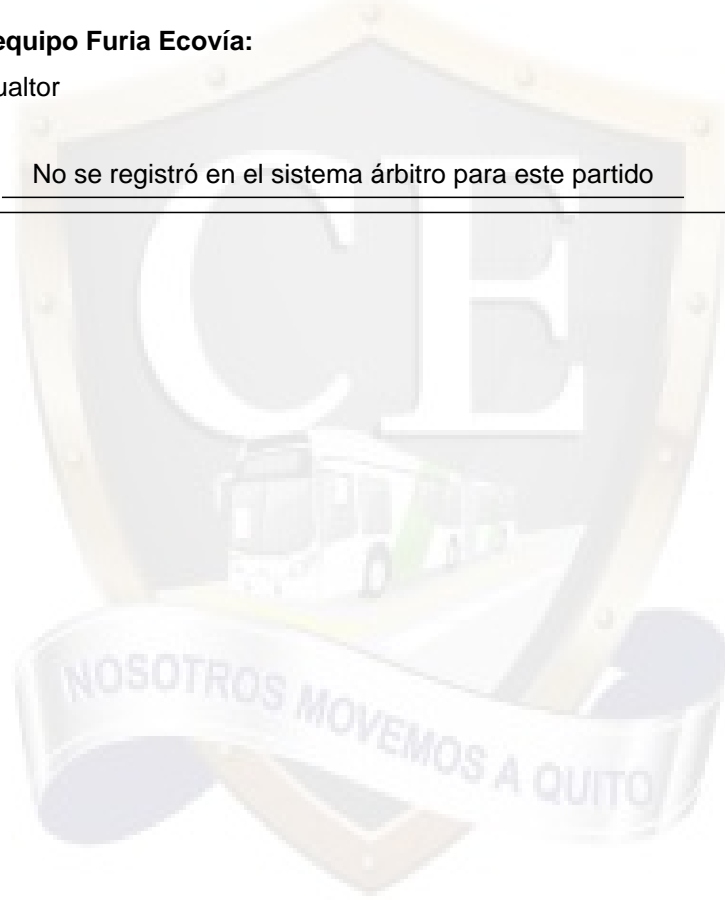 equipo Furia Ecovía:
ualtor
No se registró en el sistema árbitro para este partido
CE
NOSOTROS MOVEMOS A QUITO